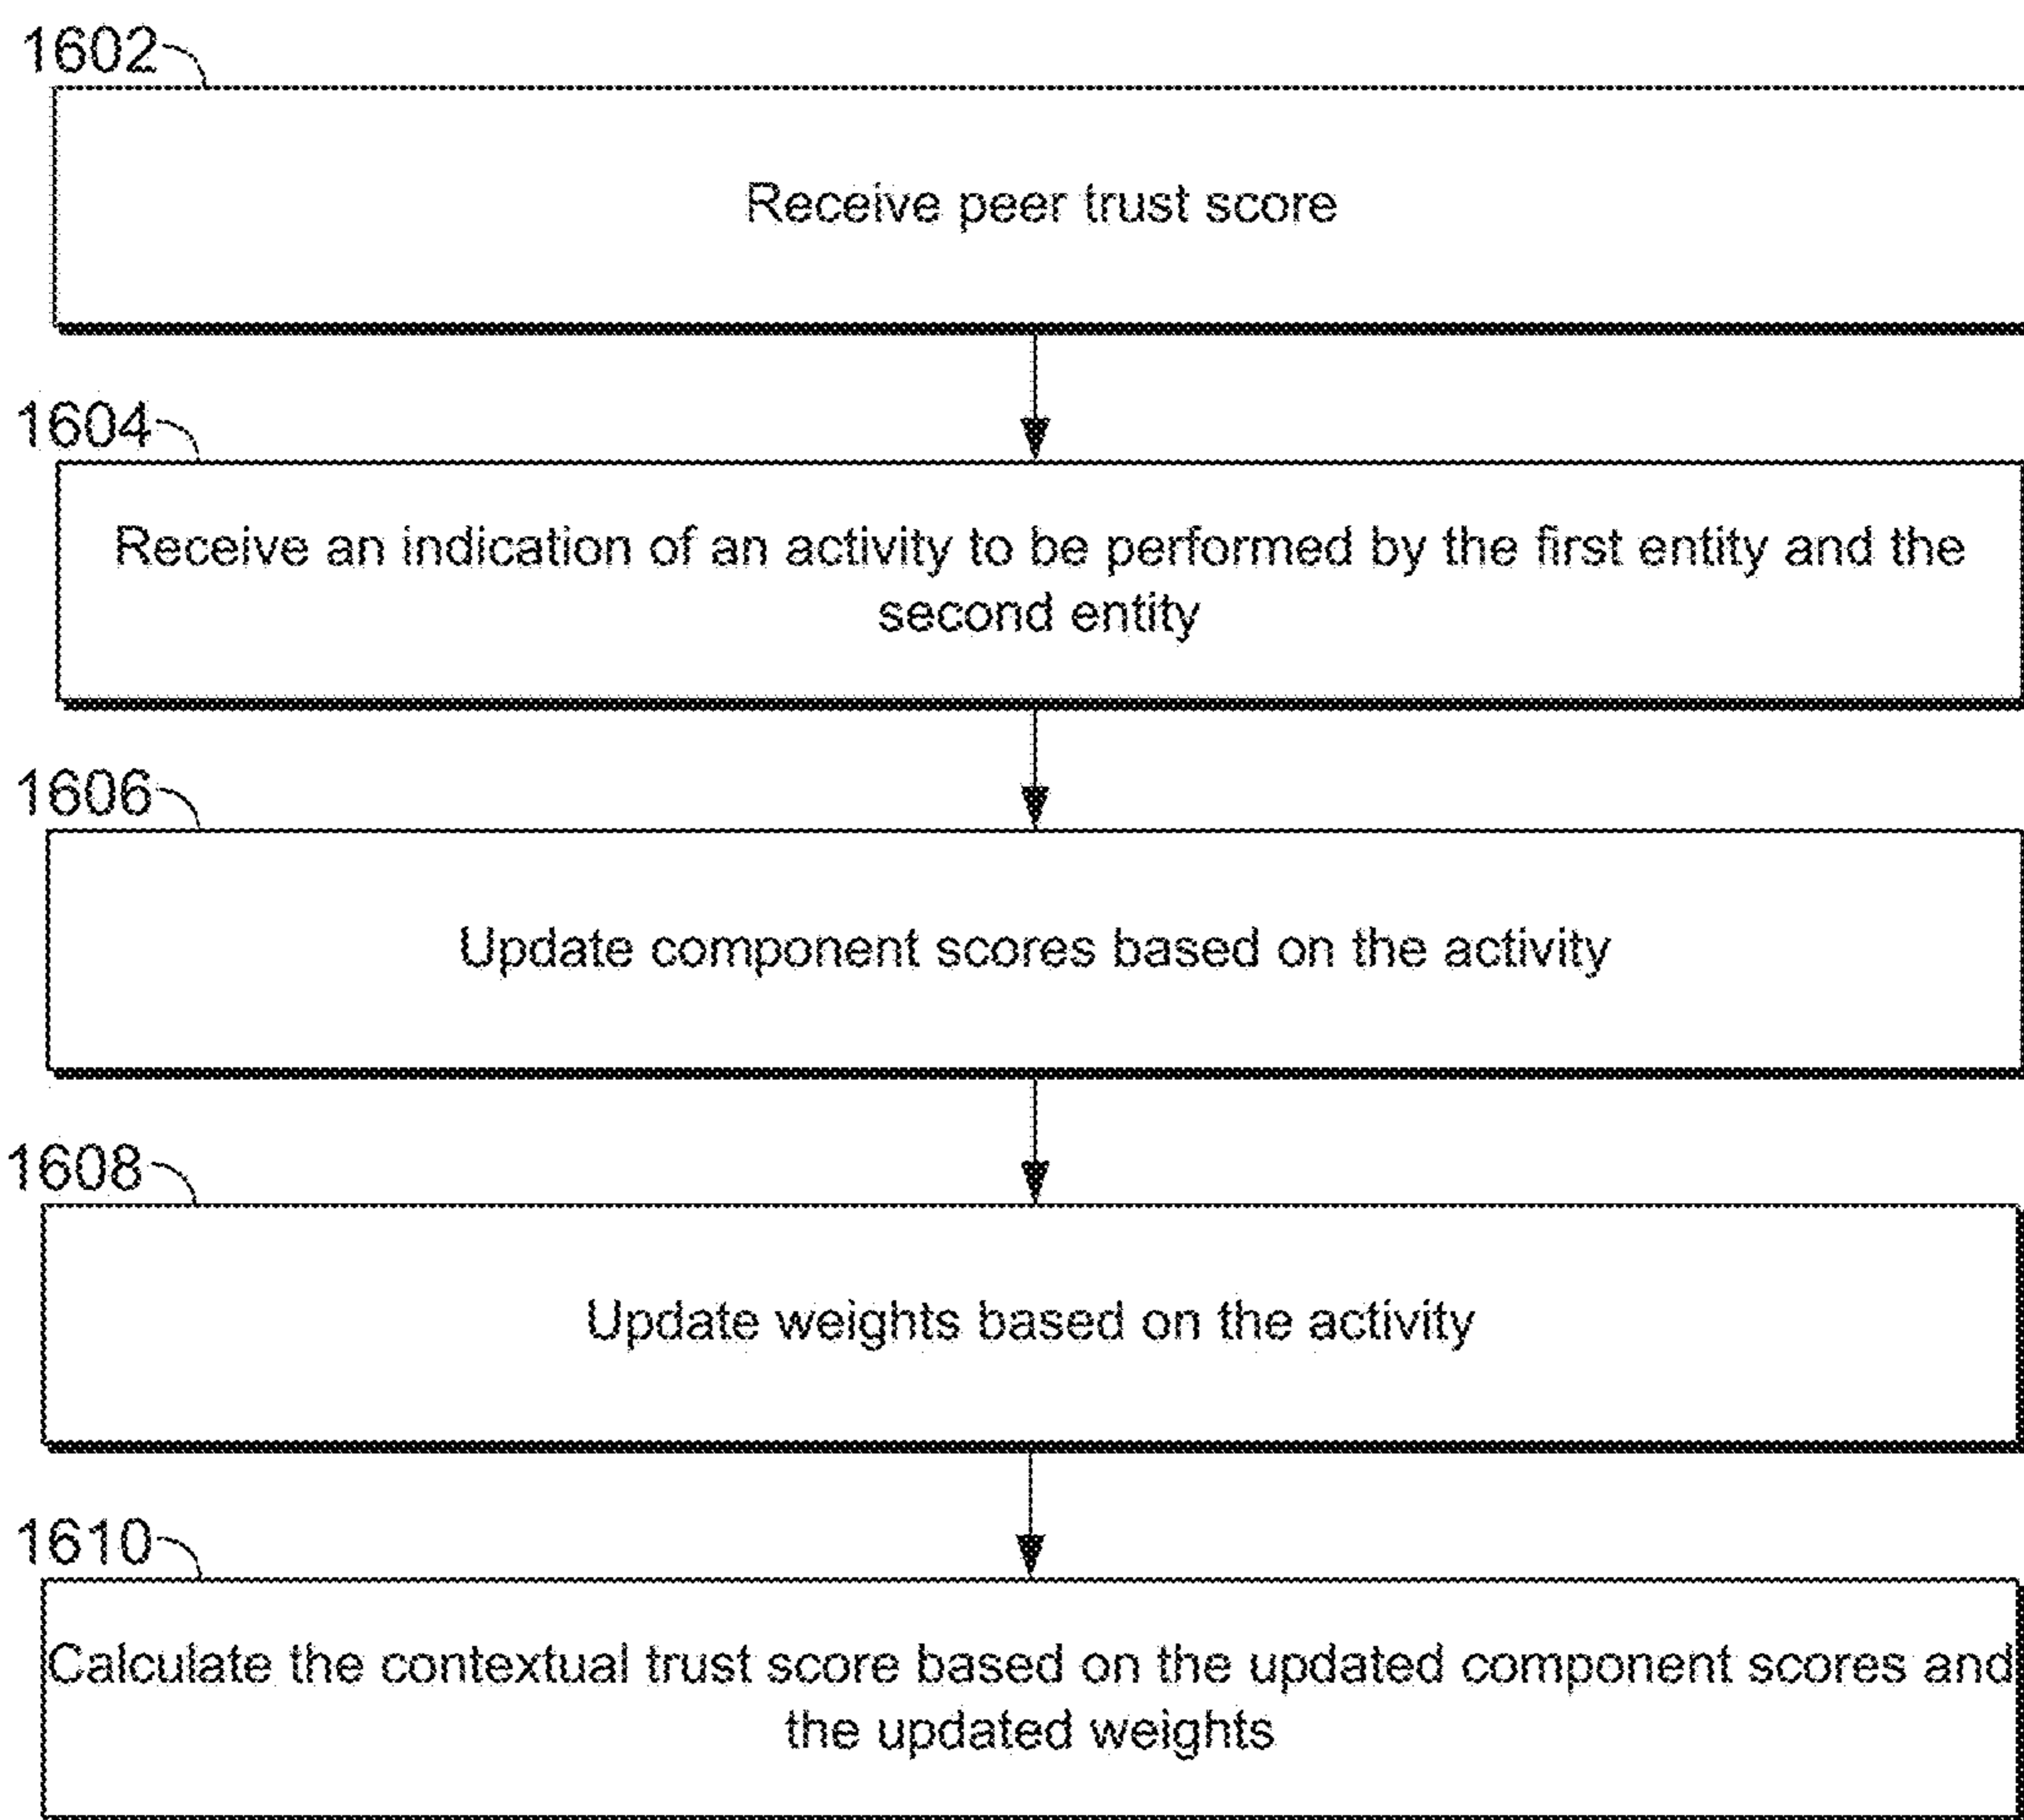 1602
Receive peer trust score
1604
Receive an indication of an activity to be performed by the first entity and the
second entity
1606
Update component scores based on the activity
1608
Update weights based on the activity
1610
Calculate the contextual trust score based on the updated component scores and
the updated weights